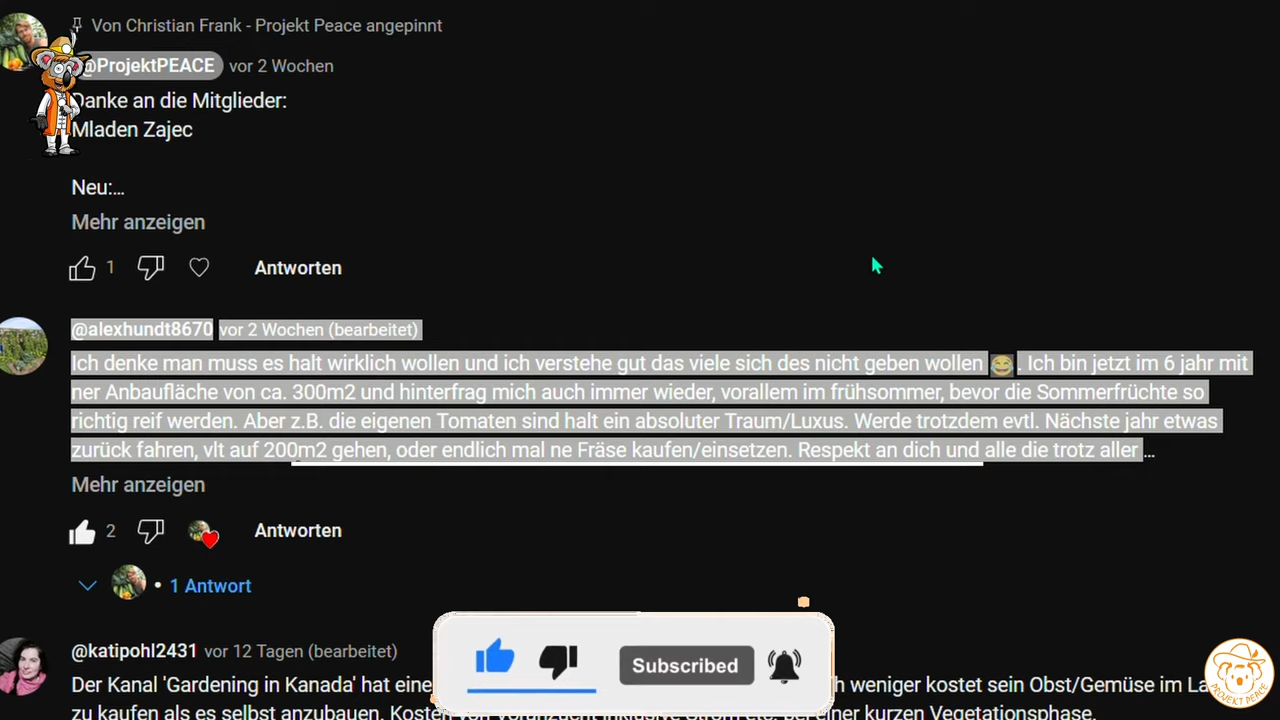 Von Christian Frank - Projekt Peace angepinnt
@ProjektPEACE vor 2 Wochen
Danke an die Mitglieder:
Mladen Zajec
Neu:...
Mehr anzeigen
1 Antworten
@alexhundt8670 vor 2 Wochen (bearbeitet)
Ich denke man muss es halt wirklich wollen und ich verstehe gut das viele sich des nicht geben wollen 😂. Ich bin jetzt im 6 jahr mit
ner Anbaufläche von ca. 300m2 und hinterfrag mich auch immer wieder, vorallem im frühsommer, bevor die Sommerfrüchte so
richtig reif werden. Aber z.B. die eigenen Tomaten sind halt ein absoluter Traum/Luxus. Werde trotzdem evtl. Nächste jahr etwas
zurück fahren, vlt auf 200m2 gehen, oder endlich mal ne Fräse kaufen/einsetzen. Respekt an dich und alle die trotz aller ...
Mehr anzeigen
2 Antworten
• 1 Antwort
@katipohl2431 vor 12 Tagen (bearbeitet)
Der Kanal 'Gardening in Kanada' hat eine weniger kostet sein Obst/Gemüse im
zu kaufen als es selbst anzubauen. Kosten von Voranzucht inklusive Strom etc. bei einer kurzen Vegetationsphase.
Subscribed
PROJEKT PEACE